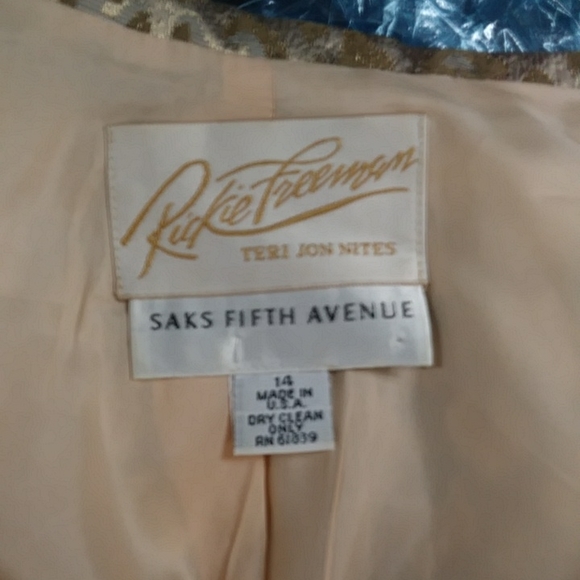 Rickie Freeman
TERI JON NITES
SAKS FIFTH AVENUE
14
MADE IN
U.S.A.
DRY CLEAN
ONLY
RN 61839